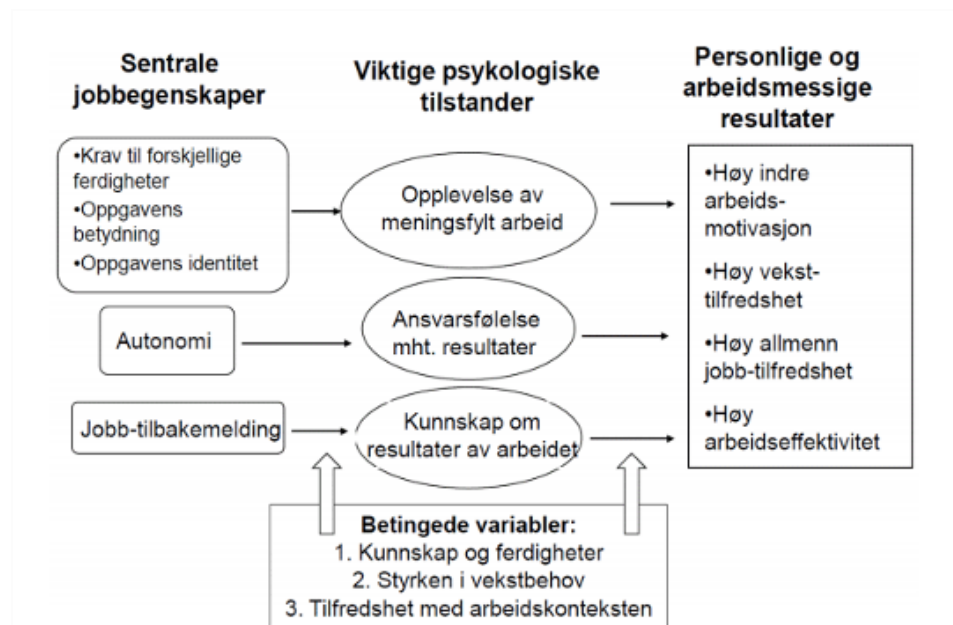 Sentrale
jobbegenskaper
Viktige psykologiske
tilstander
Personlige og
arbeidsmessige
resultater
•Krav til forskjellige
ferdigheter
•Oppgavens
betydning
•Oppgavens identitet
Opplevelse av
meningsfylt arbeid
•Høy indre
arbeids-
motivasjon
•Høy vekst-
tilfredshet
•Høy allmenn
jobb-tilfredshet
•Høy
arbeidseffektivitet
Autonomi
Ansvarsfølelse
mht. resultater
Jobb-tilbakemelding
Kunnskap om
resultater av arbeidet
Betingede variabler:
1. Kunnskap og ferdigheter
2. Styrken i vekstbehov
3. Tilfredshet med arbeidskonteksten